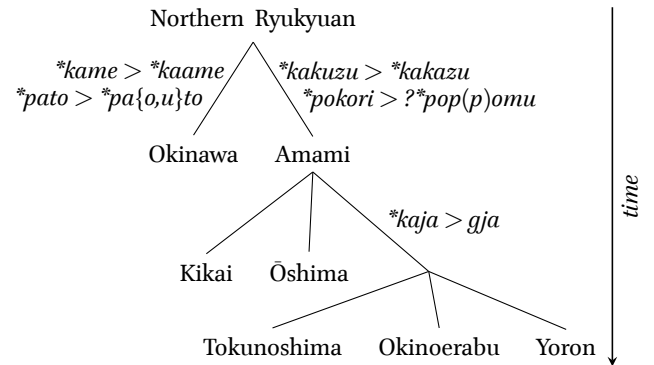 Northern Ryukyuan
*kame > *kaame
*kakuzu > *kakazu
*pato > *pa{o,u}to
*pokori > ?*pop(p)omu
Okinawa
Amami
time
*kaja > gja
Kikai
Ōshima
Tokunoshima
Okinoerabu
Yoron